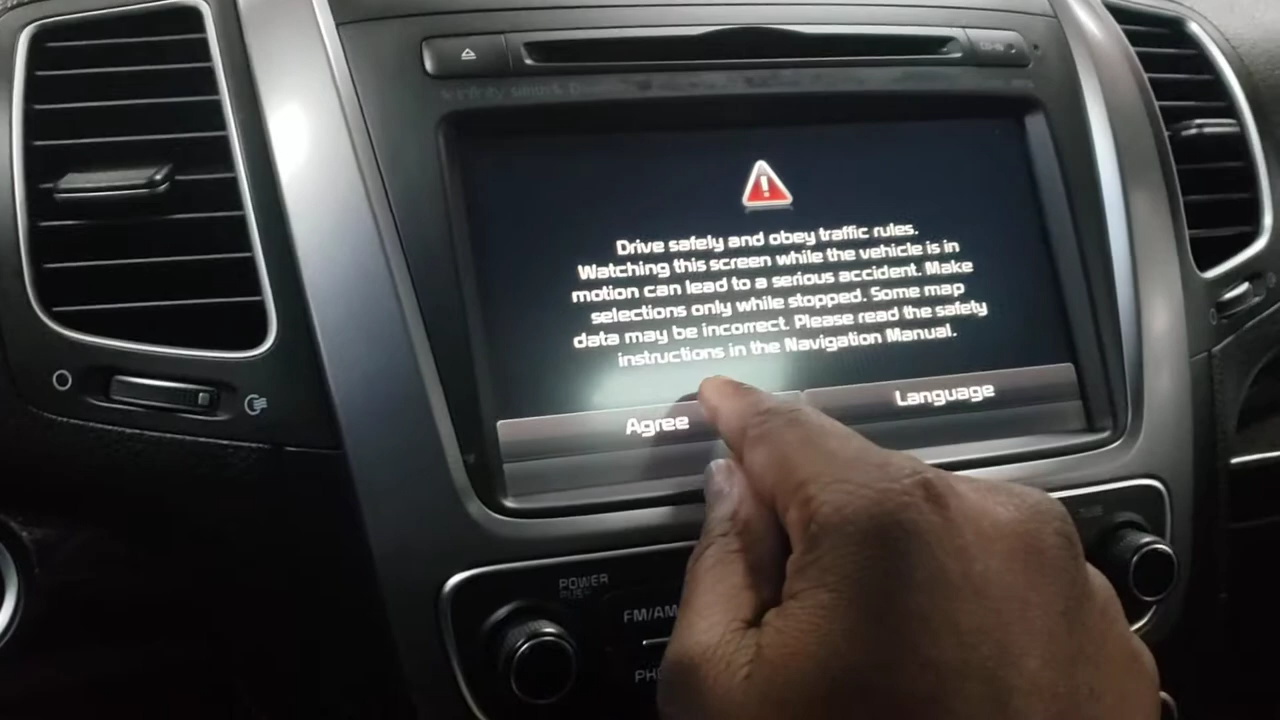 Drive safely and obey traffic rules.
Watching this screen while the vehicle is in
motion can lead to a serious accident. Make
selections only while stopped. Some map
data may be incorrect. Please read the safety
instructions in the Navigation Manual.
Agree
Language
POWER
PUSH
FM/AM